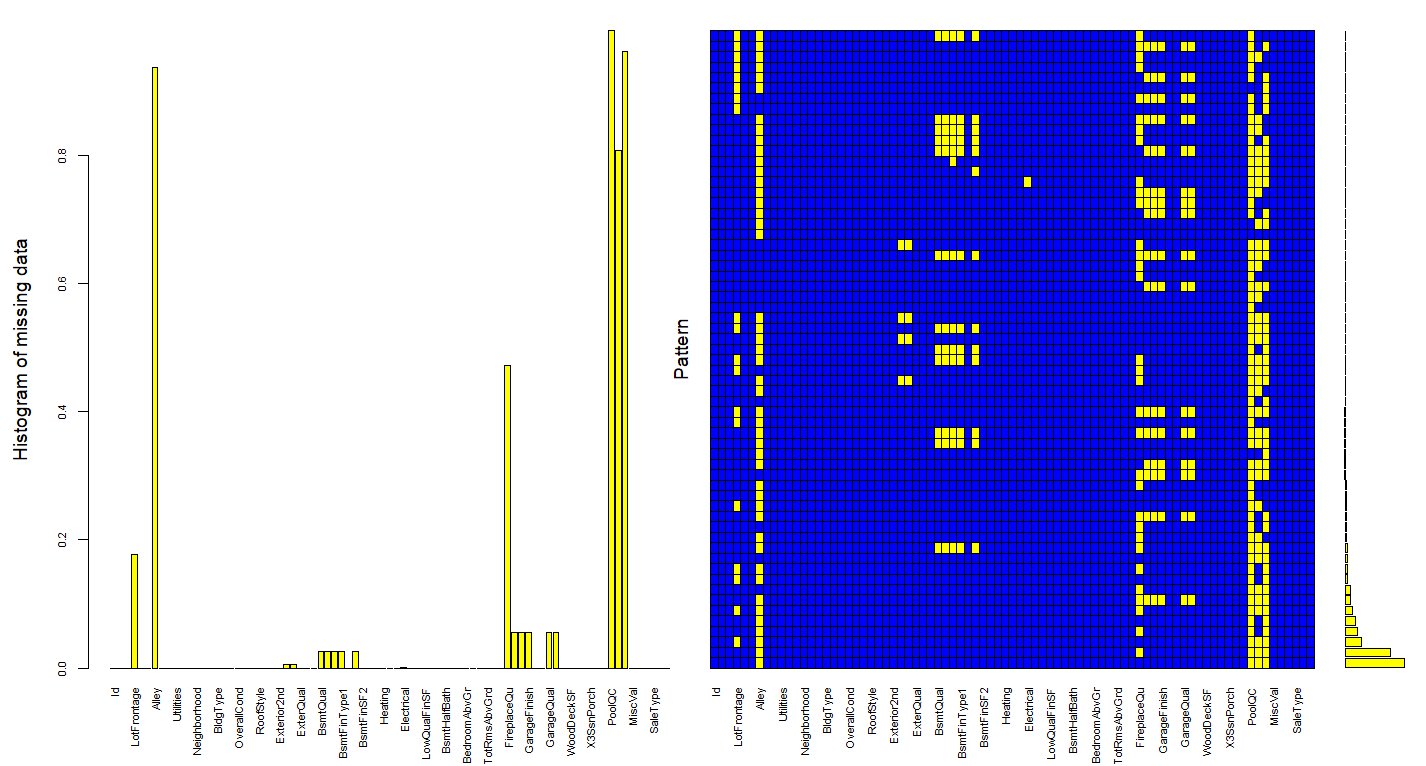 Histogram of missing data
0.8
0.6
0.4
0.2
0.0
Id
LotFrontage
Alley
Utilities
Neighborhood
BldgType
OverallCond
RoofStyle
Exterior2nd
ExterQual
BsmtQual
BsmtFinType1
BsmtFinSF2
Heating
Electrical
LowQualFinSF
BsmtHalfBath
BedroomAbvGr
TotRmsAbvGrd
FireplaceQu
GarageFinish
GarageQual
WoodDeckSF
X3SsnPorch
PoolQC
MiscVal
SaleType
Pattern
Id
LotFrontage
Alley
Utilities
Neighborhood
BldgType
OverallCond
RoofStyle
Exterior2nd
ExterQual
BsmtQual
BsmtFinType1
BsmtFinSF2
Heating
Electrical
LowQualFinSF
BsmtHalfBath
BedroomAbvGr
TotRmsAbvGrd
FireplaceQu
GarageFinish
GarageQual
WoodDeckSF
X3SsnPorch
PoolQC
MiscVal
SaleType